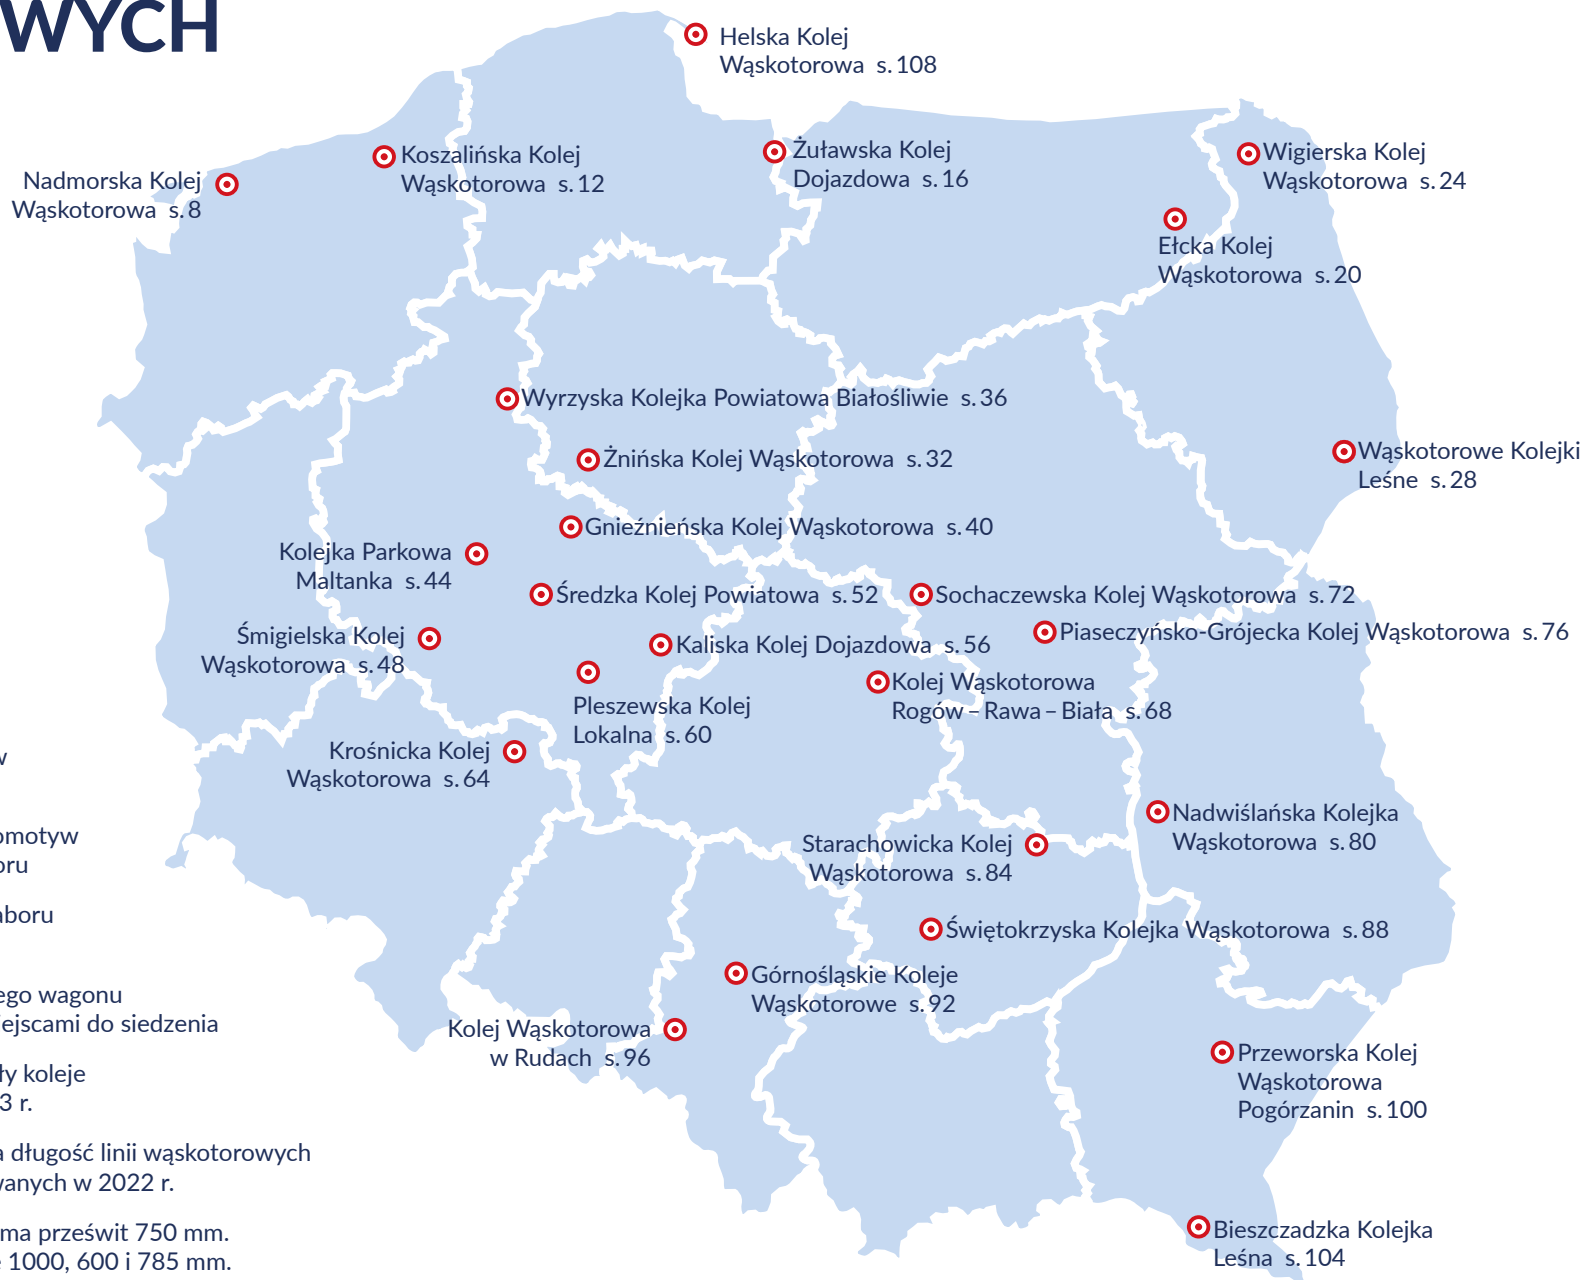 WYCH
Helska Kolej
Wąskotorowa s. 108
Koszalińska Kolej
Wąskotorowa s. 12
Żuławska Kolej
Dojazdowa s. 16
Wigierska Kolej
Wąskotorowa s. 24
Nadmorska Kolej
Wąskotorowa s. 8
Ełcka Kolej
Wąskotorowa s. 20
Wyrzyska Kolejka Powiatowa Białośliwie s. 36
Żnińska Kolej Wąskotorowa s. 32
Wąskotorowe Kolejki
Leśne s. 28
Gnieźnieńska Kolej Wąskotorowa s. 40
Kolejka Parkowa
Maltanka s. 44
Średzka Kolej Powiatowa s. 52
Sochaczewska Kolej Wąskotorowa s. 72
Śmigielska Kolej
Wąskotorowa s. 48
Kaliska Kolej Dojazdowa s. 56
Piaseczyńsko-Grójecka Kolej Wąskotorowa s. 76
Kolej Wąskotorowa
Rogów – Rawa – Biała s. 68
Pleszewska Kolej
Lokalna s. 60
Krośnicka Kolej
Wąskotorowa s. 64
Nadwiślańska Kolejka
Wąskotorowa s. 80
Starachowicka Kolej
Wąskotorowa s. 84
Świętokrzyska Kolejka Wąskotorowa s. 88
Górnośląskie Koleje
Wąskotorowe s. 92
Kolej Wąskotorowa
w Rudach s. 96
Przeworska Kolej
Wąskotorowa
Pogórzanin s. 100
Bieszczadzka Kolejka
Leśna s. 104
w
omotyw
oru
aboru
ego wagonu
iejscami do siedzenia
ły koleje
3 r.
a długość linii wąskotorowych
wanych w 2022 r.
ma prześwit 750 mm.
e 1000, 600 i 785 mm.